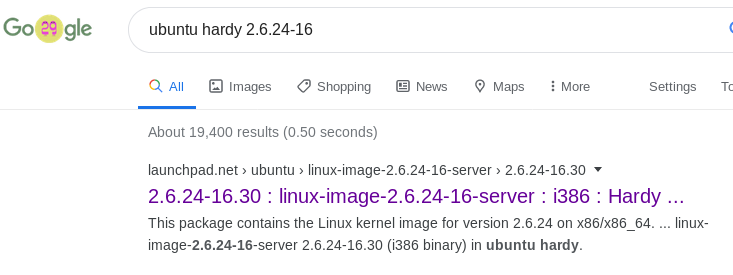 Google
ubuntu hardy 2.6.24-16
All Images Shopping News Maps More Settings To
About 19,400 results (0.50 seconds)
launchpad.net › ubuntu › linux-image-2.6.24-16-server › 2.6.24-16.30
2.6.24-16.30 : linux-image-2.6.24-16-server : i386 : Hardy ...
This package contains the Linux kernel image for version 2.6.24 on x86/x86_64. ... linux-
image-2.6.24-16-server 2.6.24-16.30 (i386 binary) in ubuntu hardy.